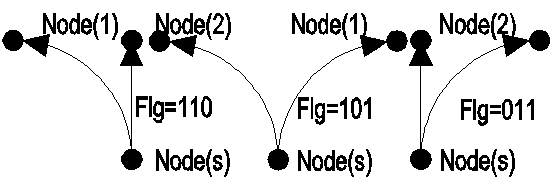 Node(1) Node(2) Node(1) Node(2)
Flg=110 Flg=101 Flg=011
Node(s) Node(s) Node(s)